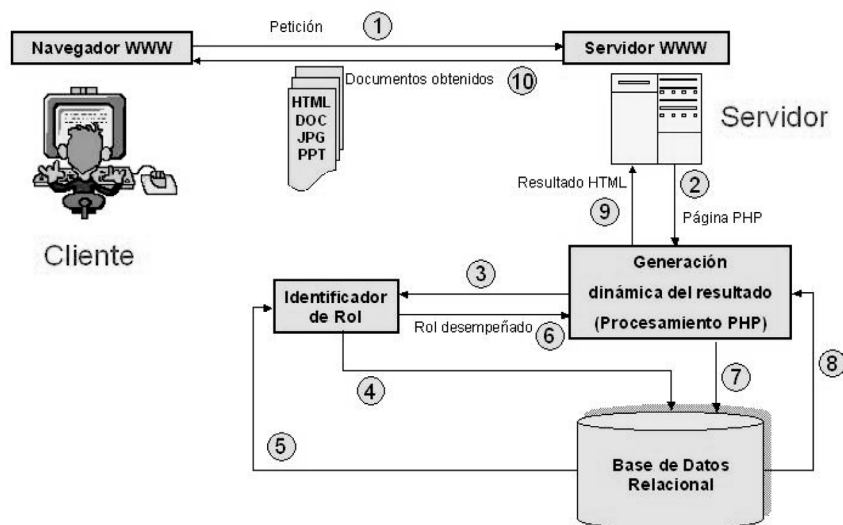 Petición
1
Navegador WWW
Servidor WWW
Documentos obtenidos
10
HTML
DOC
JPG
PPT
Servidor
Resultado HTML
2
9
Página PHP
Cliente
Generación
dinámica del resultado
(Procesamiento PHP)
3
Identificador
de Rol
Rol desempeñado
6
4
7
8
5
Base de Datos
Relacional